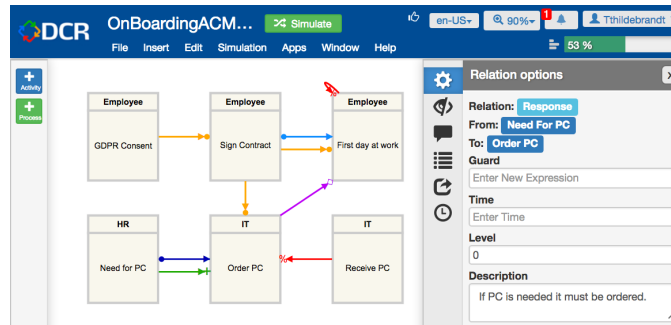 DCR
OnBoardingACM...
Simulate
en-US
90%
1
Tthildebrandt
File Insert Edit Simulation Apps Window Help
53 %
+
Activity
+
Process
Relation options
x
Relation: Response
From: Need For PC
To: Order PC
Guard
Enter New Expression
Time
Enter Time
Level
0
Description
If PC is needed it must be ordered.
Employee
GDPR Consent
Employee
Sign Contract
%
Employee
First day at work
HR
Need for PC
+
IT
Order PC
%
IT
Receive PC